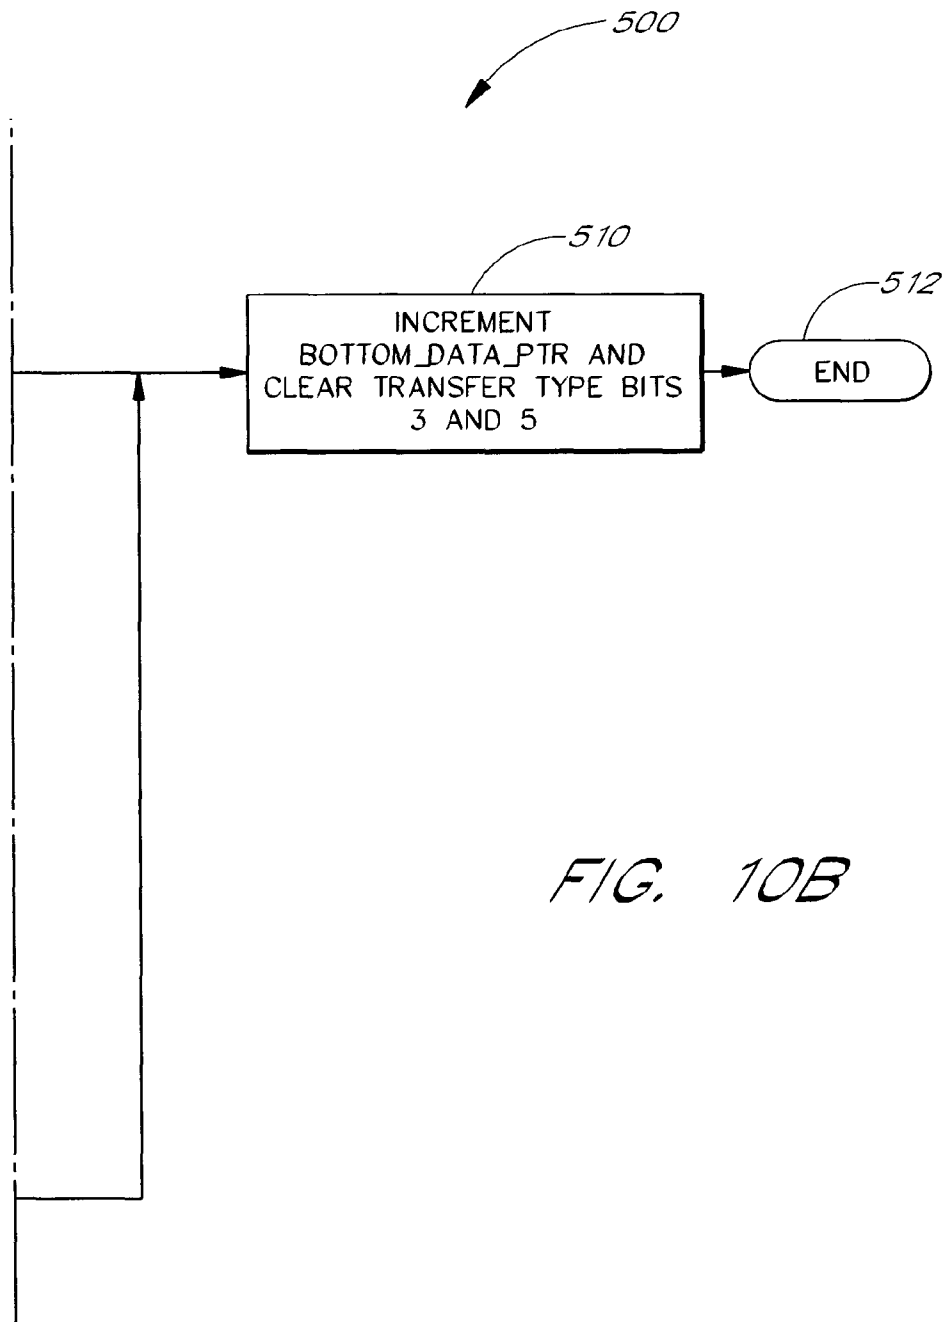 500
510
INCREMENT
BOTTOM_DATA_PTR AND
CLEAR TRANSFER TYPE BITS
3 AND 5
512
END
FIG. 10B